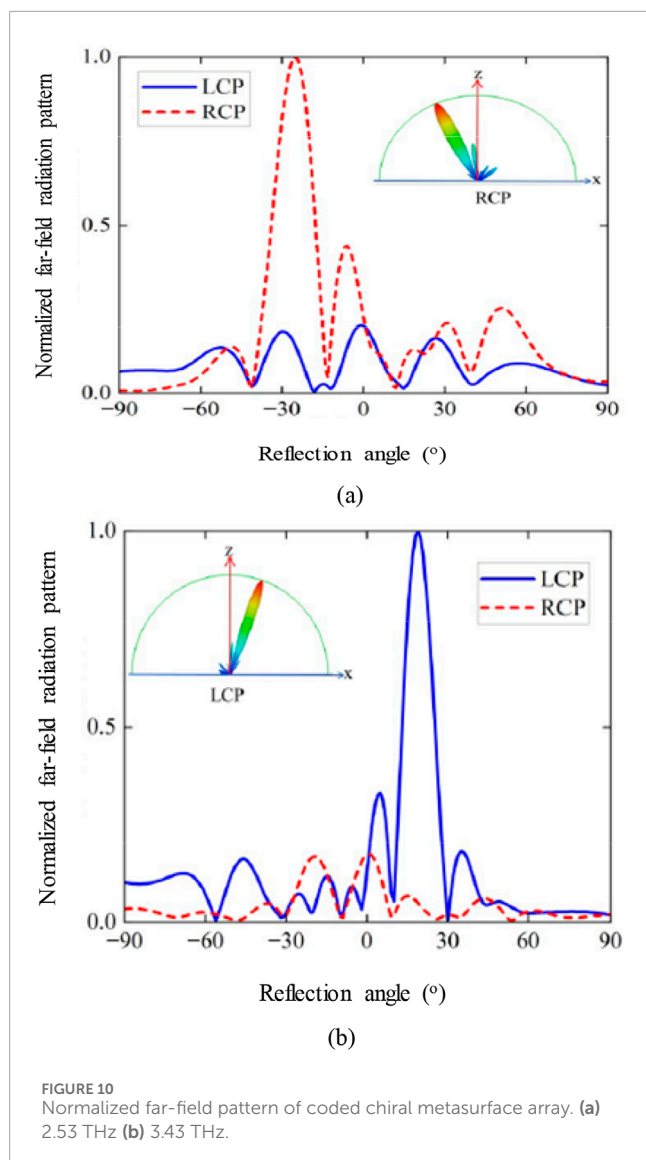 Normalized far-field radiation pattern
1.0
0.5
0.0
LCP
RCP
z
x
RCP
−90 −60 −30 0 30 60 90
Reflection angle (°)
(a)
Normalized far-field radiation pattern
1.0
0.5
0.0
z
x
LCP
LCP
RCP
−90 −60 −30 0 30 60 90
Reflection angle (°)
(b)
FIGURE 10
Normalized far-field pattern of coded chiral metasurface array. (a)
2.53 THz (b) 3.43 THz.